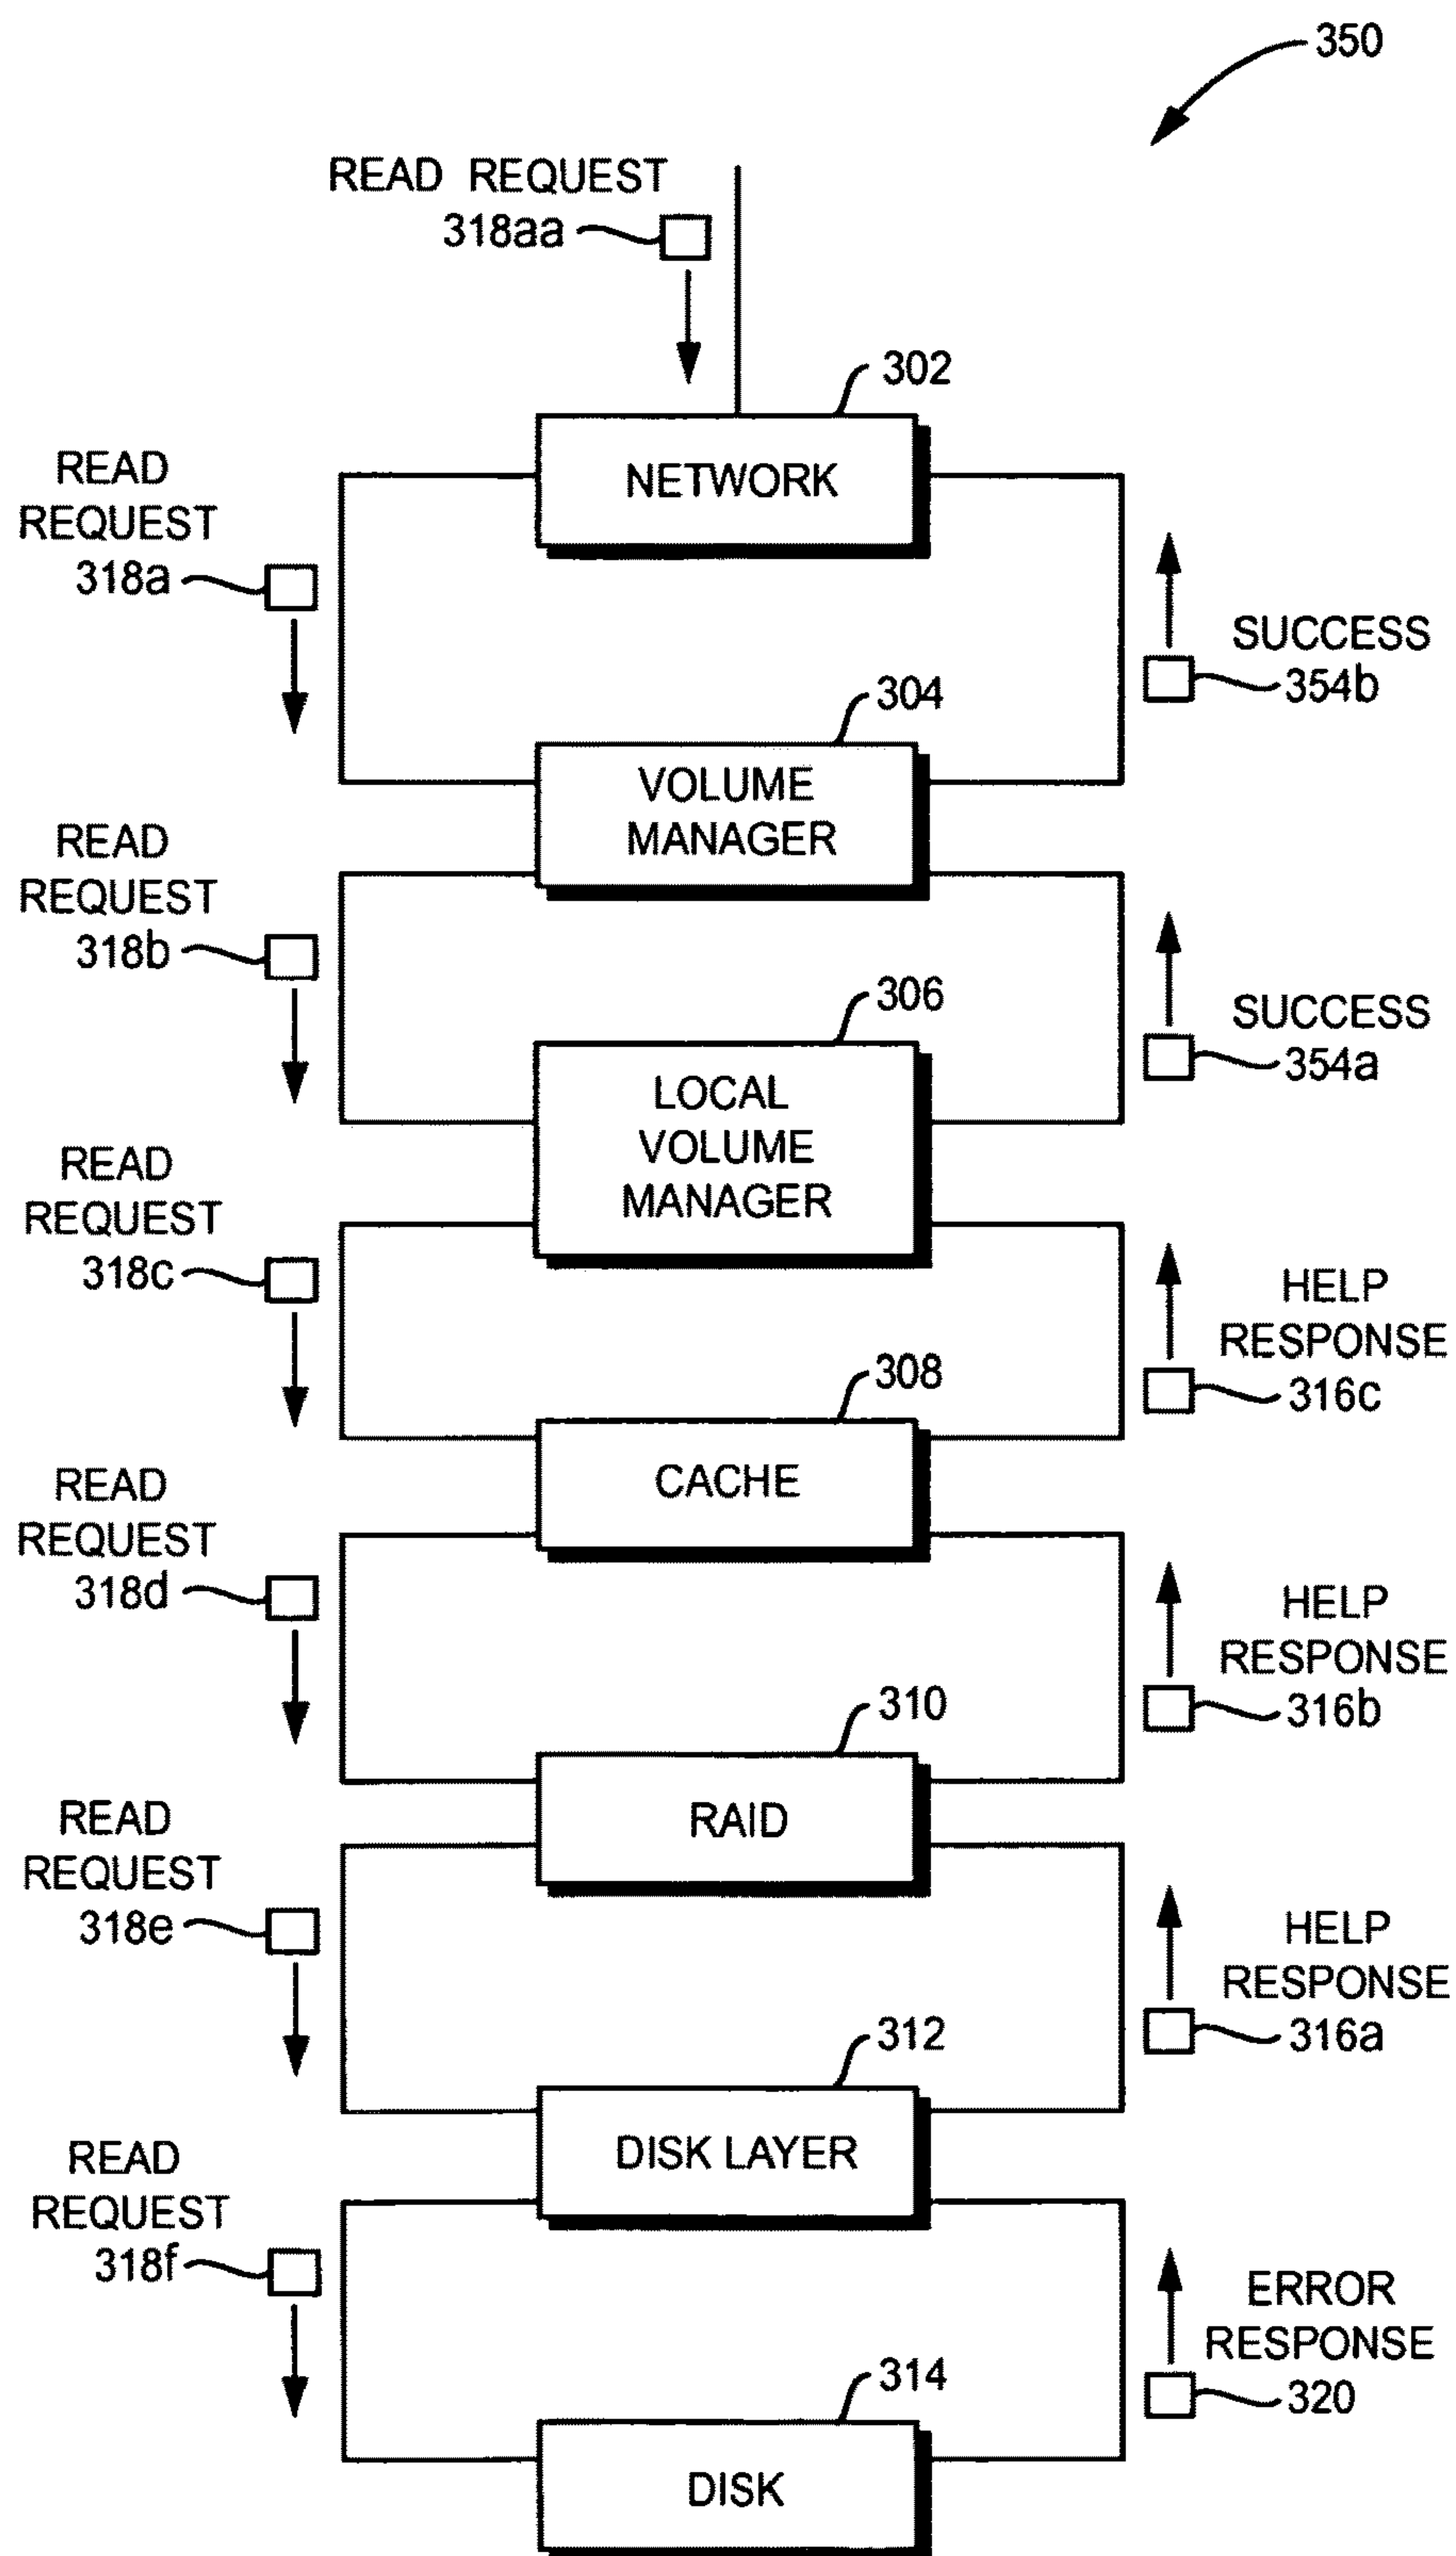 350
READ REQUEST
318aa
302
NETWORK
READ
REQUEST
318a
SUCCESS
354b
304
VOLUME
MANAGER
READ
REQUEST
318b
306
SUCCESS
354a
LOCAL
VOLUME
MANAGER
READ
REQUEST
318c
HELP
RESPONSE
316c
308
CACHE
READ
REQUEST
318d
HELP
RESPONSE
316b
310
RAID
READ
REQUEST
318e
HELP
RESPONSE
316a
312
DISK LAYER
READ
REQUEST
318f
ERROR
RESPONSE
320
314
DISK